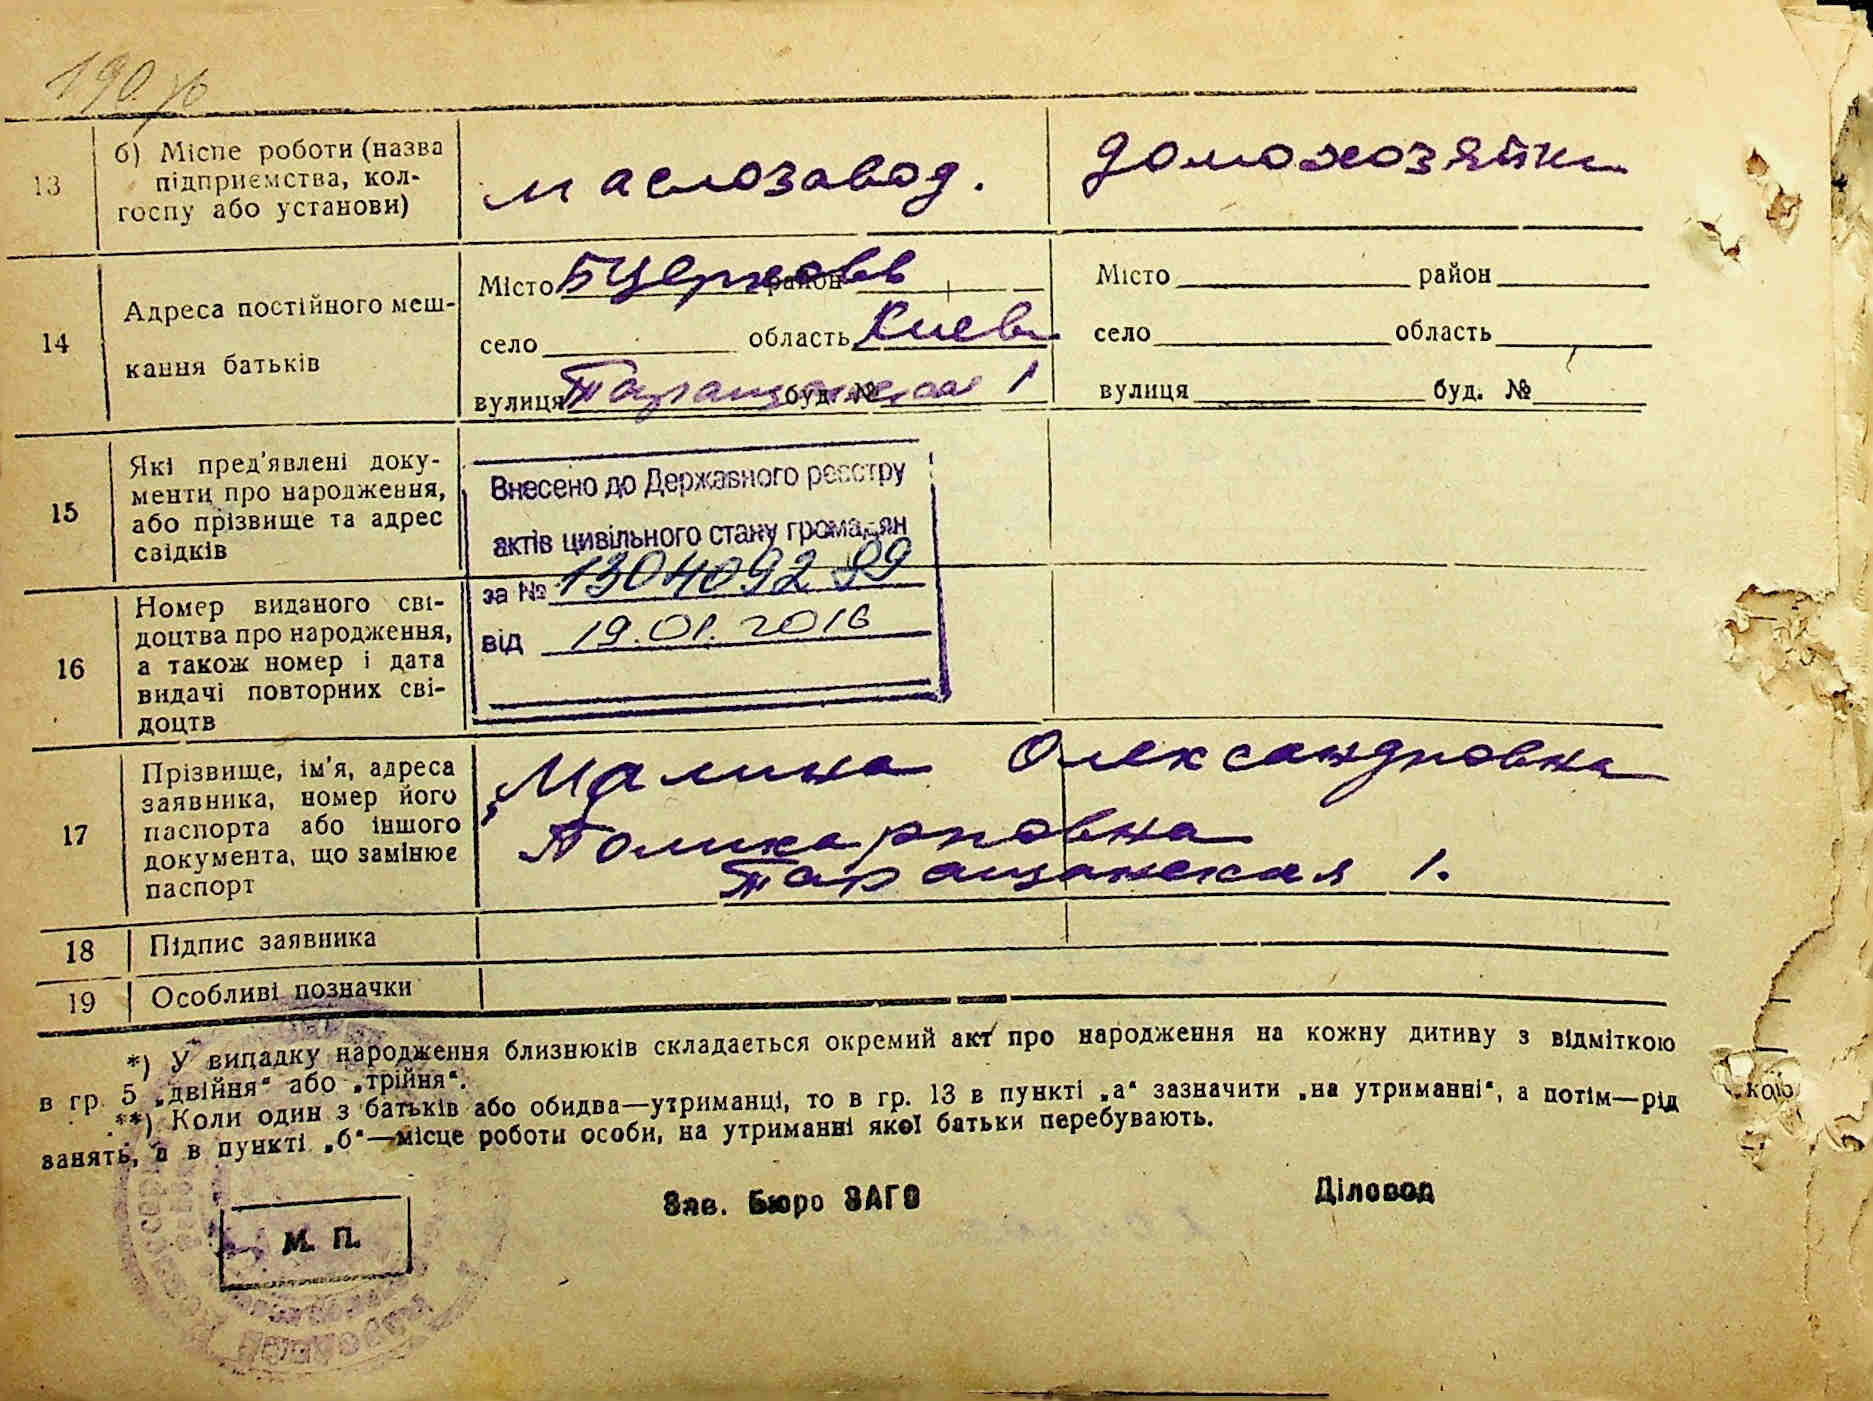 13
б) Місце роботи (назва
підприємства, кол-
госпу або установи)
маслозавод.
домохозяйка
14
Адреса постійного меш-
кання батьків
Місто БЦерковь район
село область Киев
вулиця Таращанская буд. № 1
Місто район
село область
вулиця буд. №
15
Які пред'явлені доку-
менти про народження,
або прізвище та адрес
свідків
Внесено до Державного реєстру
актів цивільного стану громадян
за № 1304092 99
від 19.01.2016
16
Номер виданого сві-
доцтва про народження,
а також номер і дата
видачі повторних сві-
доцтв
17
Прізвище, ім'я, адреса
заявника, номер його
паспорта або іншого
документа, що замінює
паспорт
Малина Олександровна
Поликарповна
Таращанская 1.
18 Підпис заявника
19 Особливі позначки
*) У випадку народження близнюків складається окремий акт про народження на кожну дитину з відміткою
в гр. 5 „двійня“ або „трійня“.
**) Коли один з батьків або обидва—утриманці, то в гр. 13 в пункті „а“ зазначити „на утриманні“, а потім—рід
занять, а в пункті „б“—місце роботи особи, на утриманні якої батьки перебувають.
Зав. Бюро ЗАГС
Діловод
М. П.